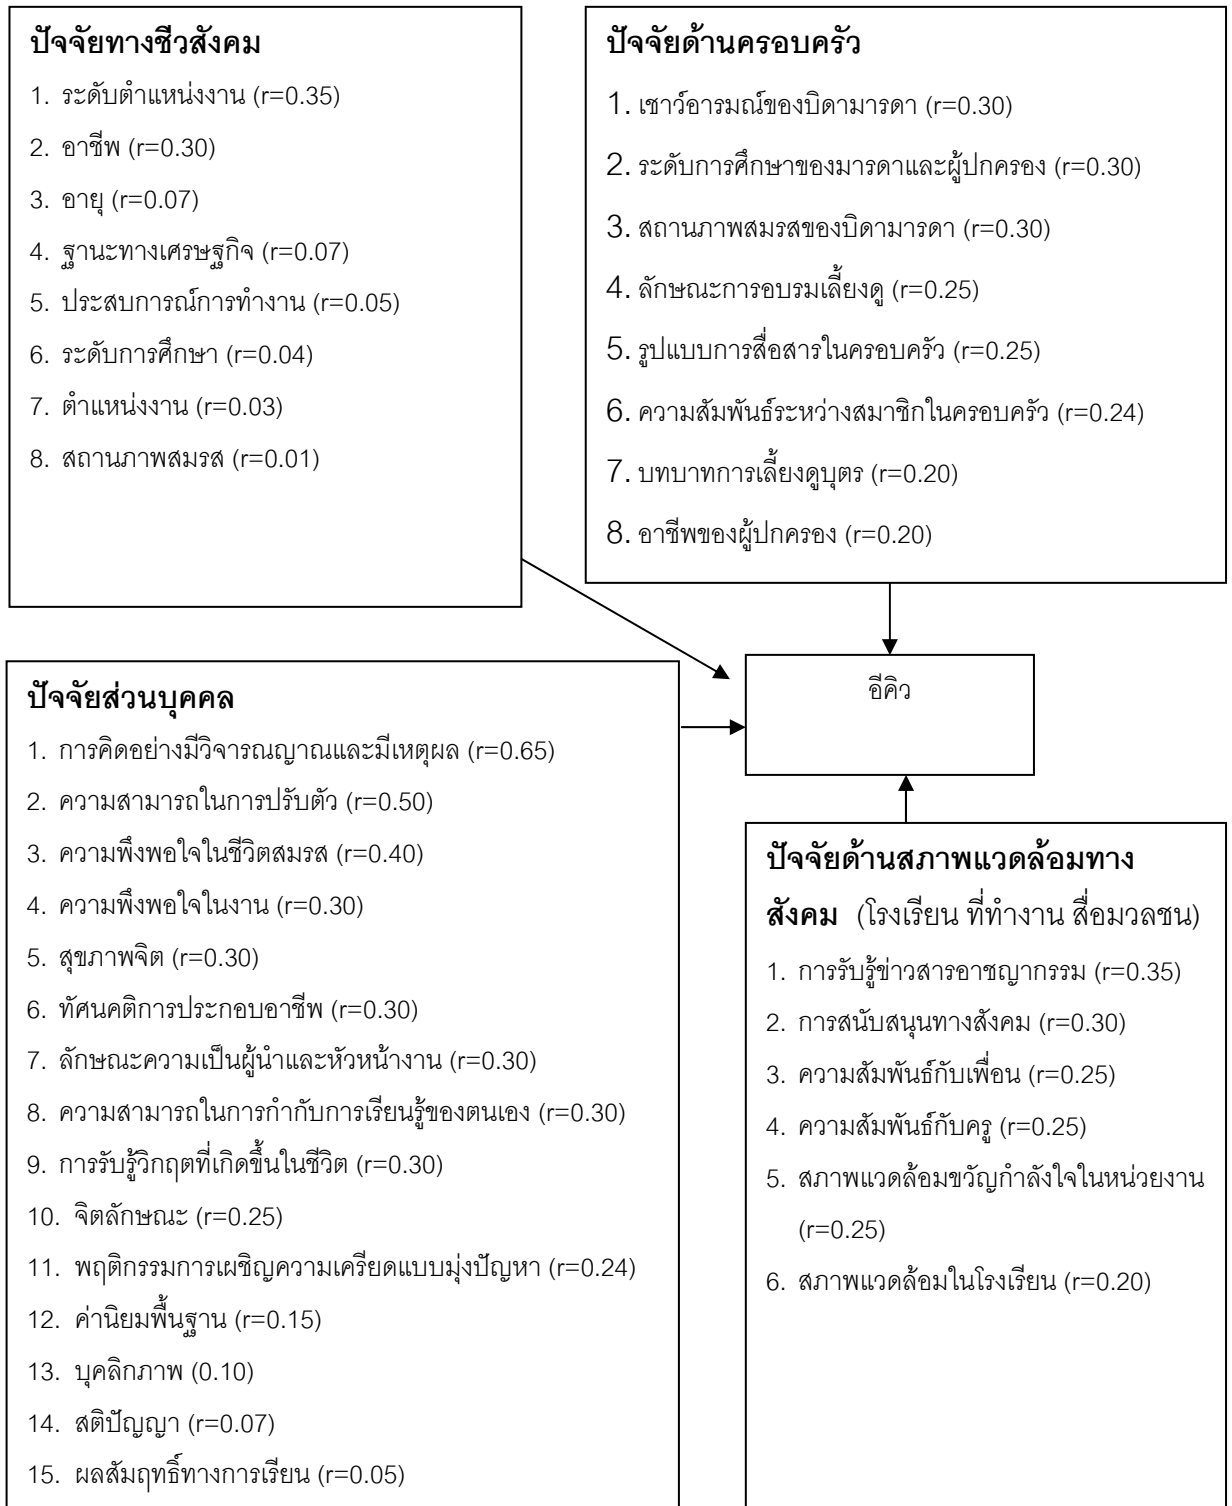 ปัจจัยทางชีวสังคม
1. ระดับตำแหน่งงาน (r=0.35)
2. อาชีพ (r=0.30)
3. อายุ (r=0.07)
4. ฐานะทางเศรษฐกิจ (r=0.07)
5. ประสบการณ์การทำงาน (r=0.05)
6. ระดับการศึกษา (r=0.04)
7. ตำแหน่งงาน (r=0.03)
8. สถานภาพสมรส (r=0.01)
ปัจจัยด้านครอบครัว
1. เชาว์อารมณ์ของบิดามารดา (r=0.30)
2. ระดับการศึกษาของมารดาและผู้ปกครอง (r=0.30)
3. สถานภาพสมรสของบิดามารดา (r=0.30)
4. ลักษณะการอบรมเลี้ยงดู (r=0.25)
5. รูปแบบการสื่อสารในครอบครัว (r=0.25)
6. ความสัมพันธ์ระหว่างสมาชิกในครอบครัว (r=0.24)
7. บทบาทการเลี้ยงดูบุตร (r=0.20)
8. อาชีพของผู้ปกครอง (r=0.20)
อีคิว
ปัจจัยส่วนบุคคล
1. การคิดอย่างมีวิจารณญาณและมีเหตุผล (r=0.65)
2. ความสามารถในการปรับตัว (r=0.50)
3. ความพึงพอใจในชีวิตสมรส (r=0.40)
4. ความพึงพอใจในงาน (r=0.30)
5. สุขภาพจิต (r=0.30)
6. ทัศนคติการประกอบอาชีพ (r=0.30)
7. ลักษณะความเป็นผู้นำและหัวหน้างาน (r=0.30)
8. ความสามารถในการกำกับการเรียนรู้ของตนเอง (r=0.30)
9. การรับรู้วิกฤตที่เกิดขึ้นในชีวิต (r=0.30)
10. จิตลักษณะ (r=0.25)
11. พฤติกรรมการเผชิญความเครียดแบบมุ่งปัญหา (r=0.24)
12. ค่านิยมพื้นฐาน (r=0.15)
13. บุคลิกภาพ (0.10)
14. สติปัญญา (r=0.07)
15. ผลสัมฤทธิ์ทางการเรียน (r=0.05)
ปัจจัยด้านสภาพแวดล้อมทาง
สังคม (โรงเรียน ที่ทำงาน สื่อมวลชน)
1. การรับรู้ข่าวสารอาชญากรรม (r=0.35)
2. การสนับสนุนทางสังคม (r=0.30)
3. ความสัมพันธ์กับเพื่อน (r=0.25)
4. ความสัมพันธ์กับครู (r=0.25)
5. สภาพแวดล้อมขวัญกำลังใจในหน่วยงาน
(r=0.25)
6. สภาพแวดล้อมในโรงเรียน (r=0.20)